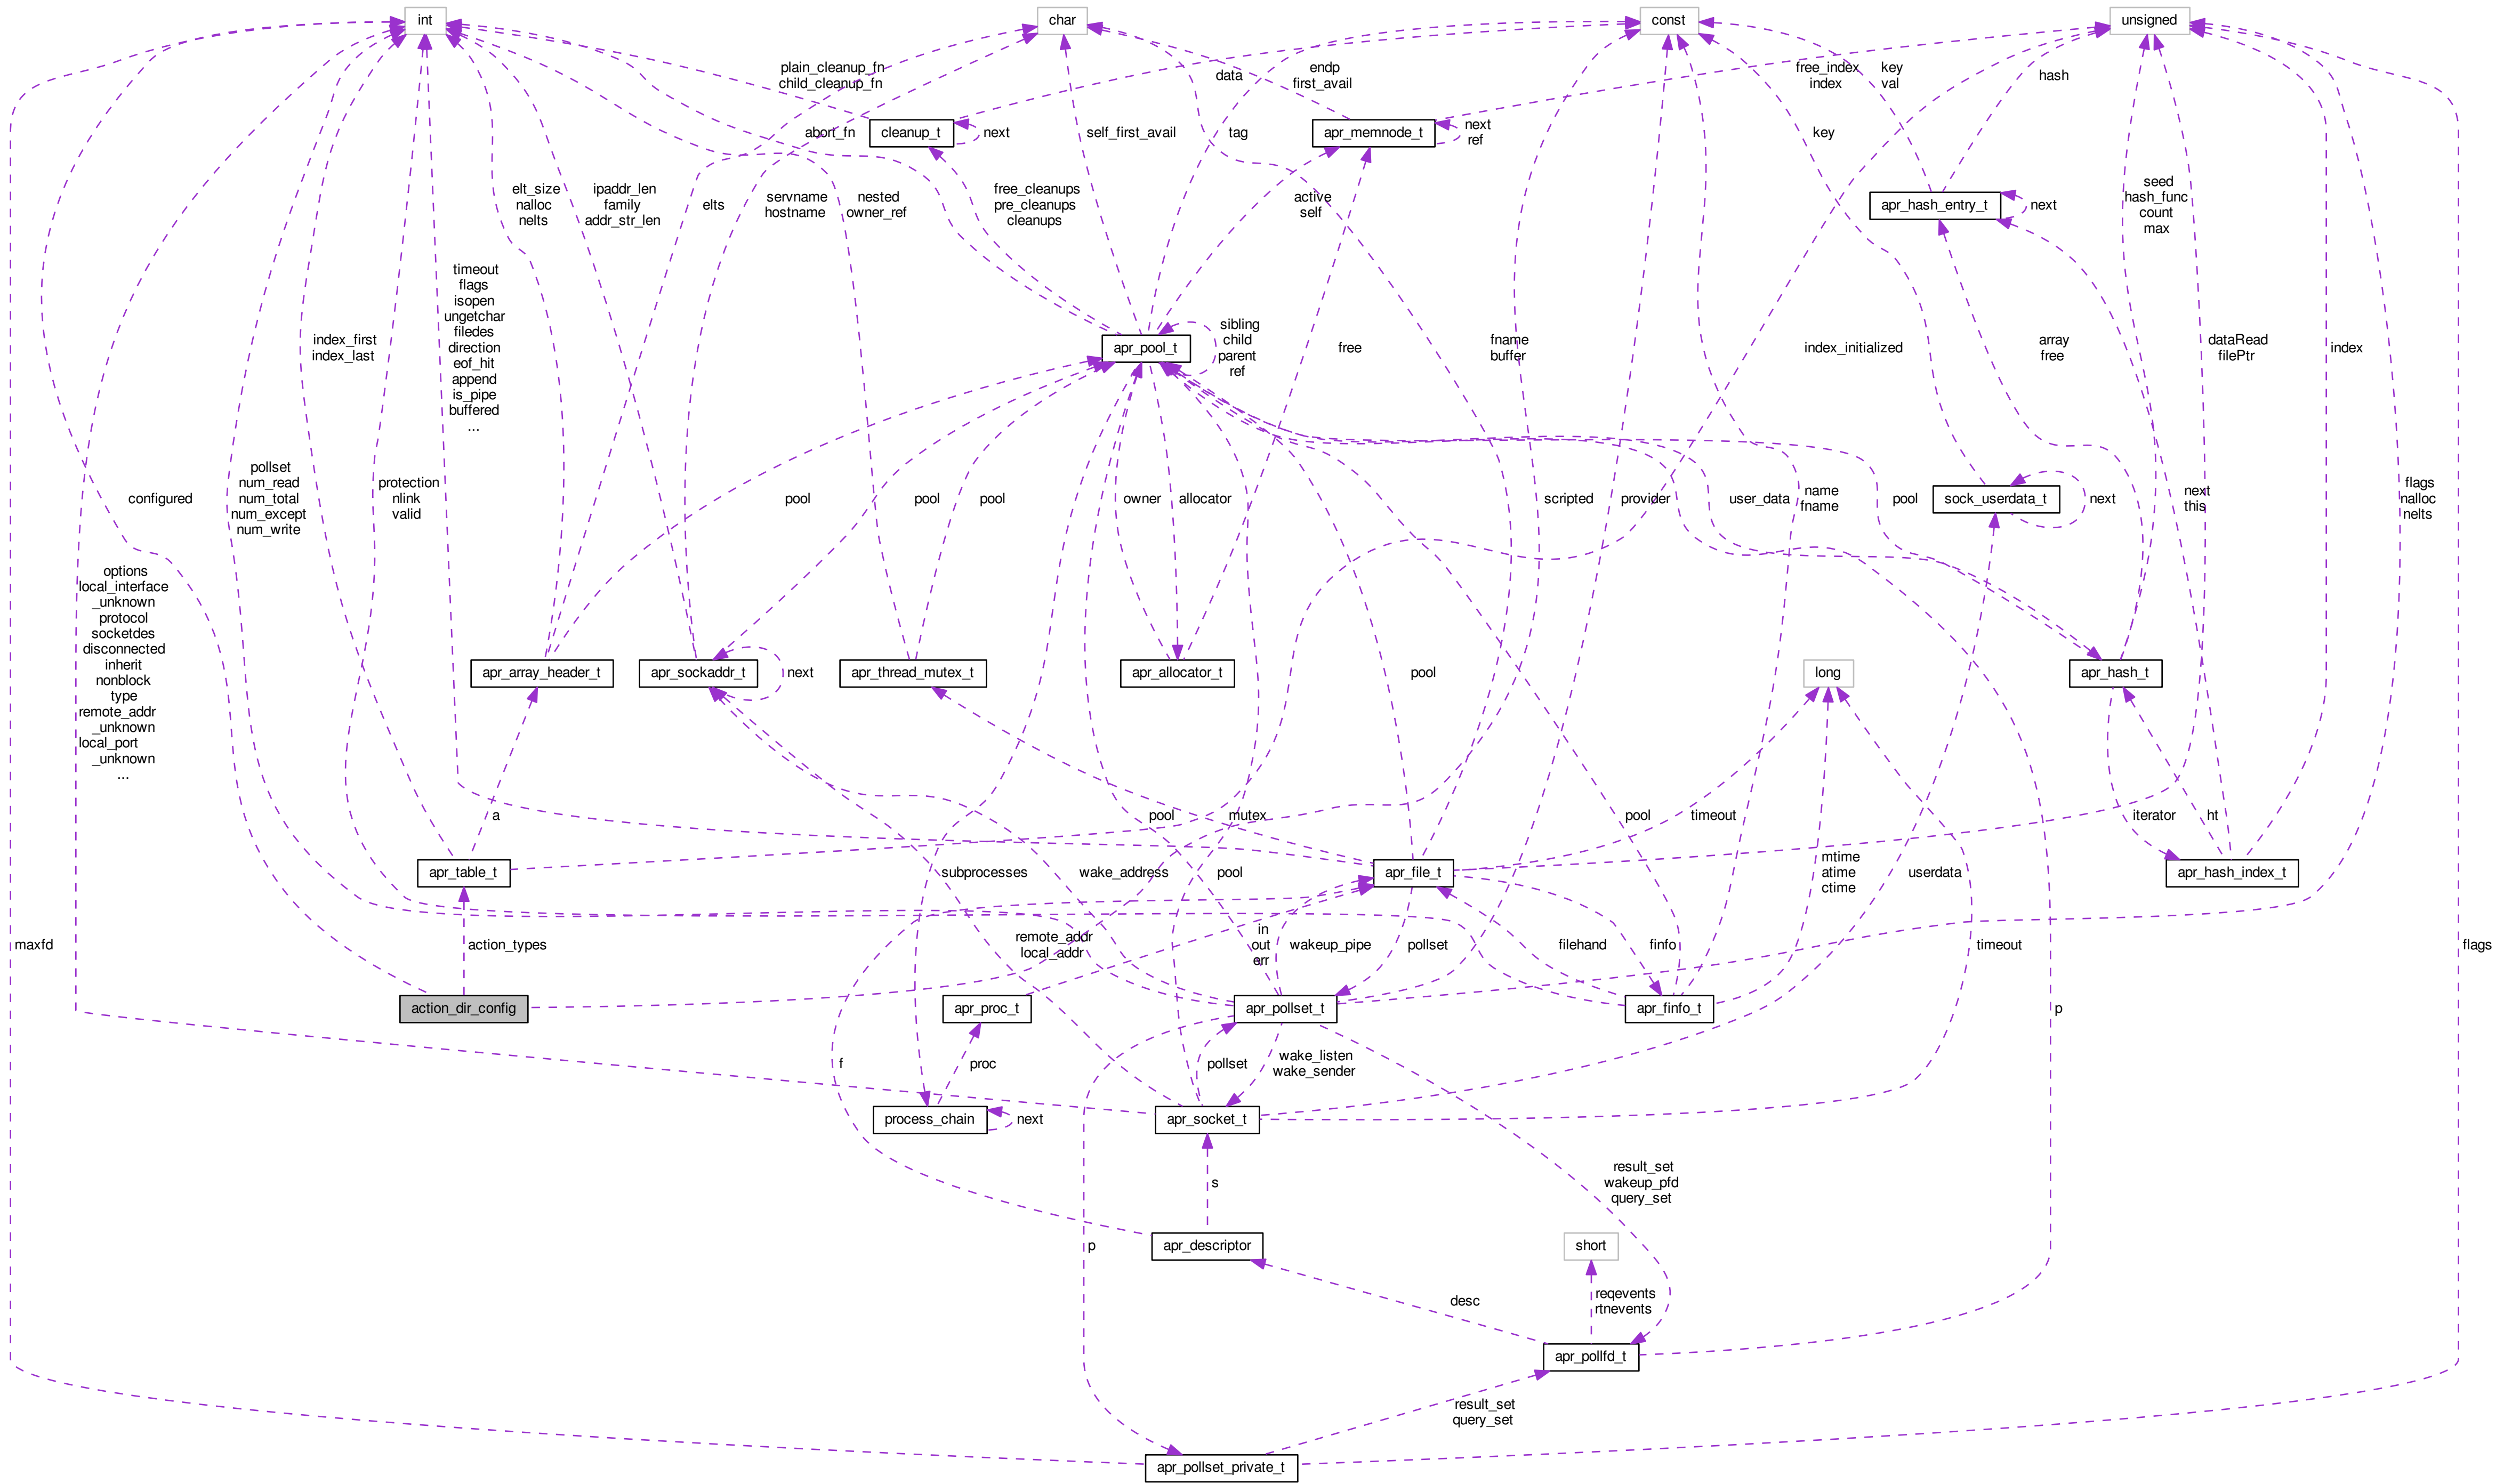 int
char
const
unsigned
plain_cleanup_fn
child_cleanup_fn
data
endp
first_avail
free_index
index
key
val
hash
cleanup_t
next
abort_fn
self_first_avail
tag
apr_memnode_t
next
ref
key
elt_size
nalloc
nelts
ipaddr_len
family
addr_str_len
elts
servname
hostname
nested
owner_ref
free_cleanups
pre_cleanups
cleanups
active
self
seed
hash_func
count
max
apr_hash_entry_t
next
index_first
index_last
timeout
flags
isopen
ungetchar
filedes
direction
eof_hit
append
is_pipe
buffered
...
apr_pool_t
sibling
child
parent
ref
free
fname
buffer
index_initialized
array
free
dataRead
filePtr
index
configured
pollset
num_read
num_total
num_except
num_write
protection
nlink
valid
pool
pool
pool
owner
allocator
scripted
provider
user_data
name
fname
pool
sock_userdata_t
next
next
this
flags
nalloc
nelts
options
local_interface
_unknown
protocol
socketdes
disconnected
inherit
nonblock
type
remote_addr
_unknown
local_port
_unknown
...
apr_array_header_t
apr_sockaddr_t
next
apr_thread_mutex_t
apr_allocator_t
pool
long
apr_hash_t
a
pool
mutex
pool
timeout
iterator
ht
apr_table_t
subprocesses
wake_address
pool
apr_file_t
mtime
atime
ctime
userdata
apr_hash_index_t
maxfd
action_types
remote_addr
local_addr
in
out
err
wakeup_pipe
pollset
filehand
finfo
timeout
flags
action_dir_config
apr_proc_t
apr_pollset_t
apr_finfo_t
p
f
proc
pollset
wake_listen
wake_sender
process_chain
next
apr_socket_t
s
result_set
wakeup_pfd
query_set
p
apr_descriptor
short
desc
reqevents
rtnevents
apr_pollfd_t
result_set
query_set
apr_pollset_private_t